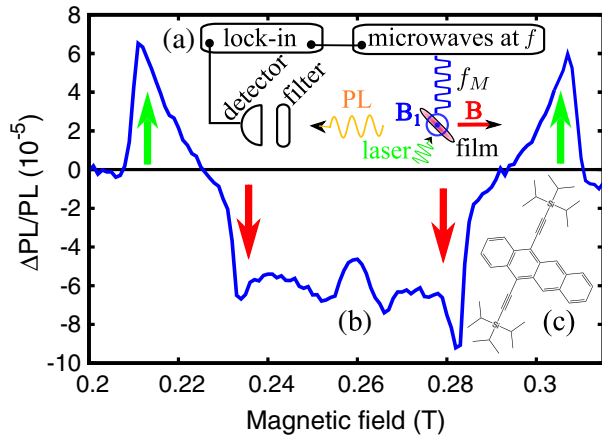 (a)
lock-in
microwaves at f
detector
filter
PL
laser
B₁
f_M
B
film
8
6
4
2
0
-2
-4
-6
-8
-10
ΔPL/PL (10⁻⁵)
(b)
(c)
Si
Si
0.2
0.22
0.24
0.26
0.28
0.3
Magnetic field (T)